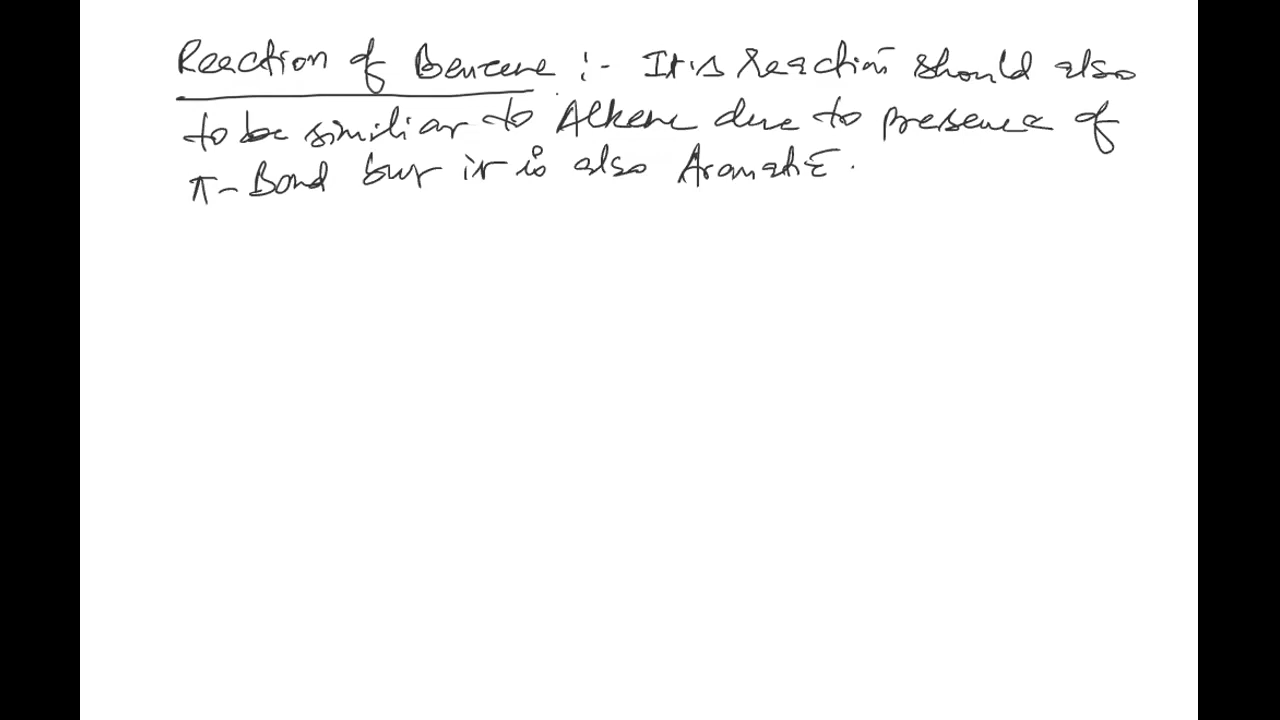 Reaction of Benzene :- It's Reaction should also
to be similiar to Alkene due to presence of
π-Bond but it is also Aromatic.